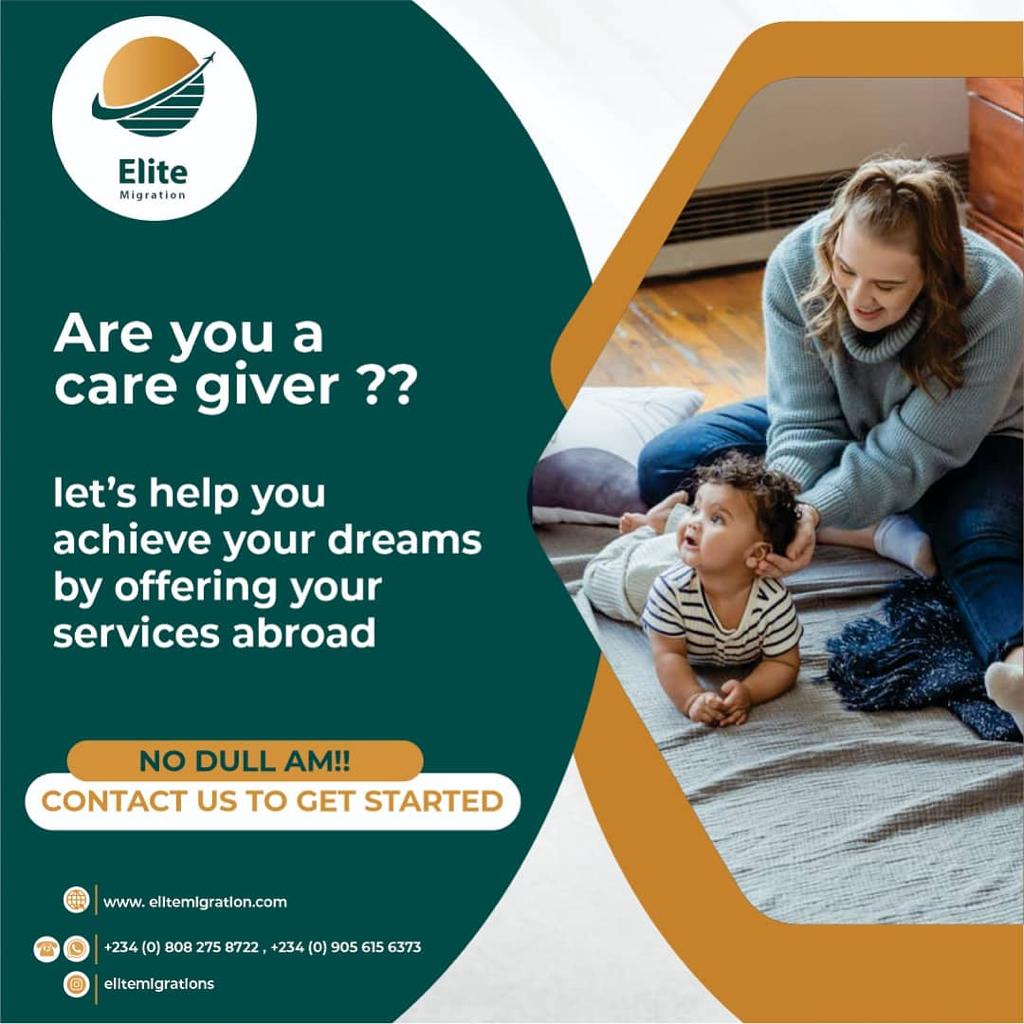 Elite
Migration
Are you a
care giver ??
let's help you
achieve your dreams
by offering your
services abroad
NO DULL AM!!
CONTACT US TO GET STARTED
www. elitemigration.com
+234 (0) 808 275 8722 , +234 (0) 905 615 6373
elitemigrations